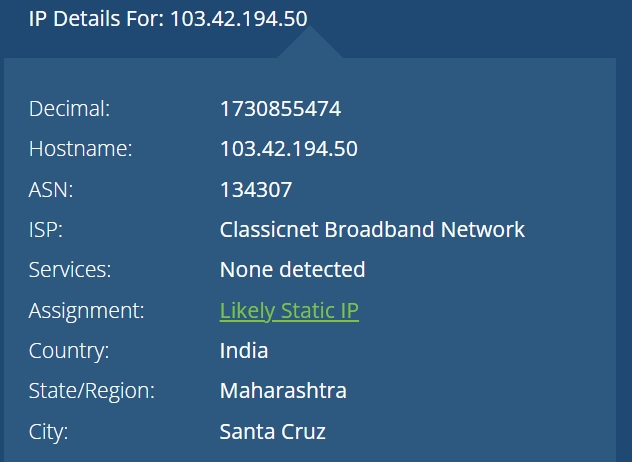 IP Details For: 103.42.194.50
Decimal: 1730855474
Hostname: 103.42.194.50
ASN: 134307
ISP: Classicnet Broadband Network
Services: None detected
Assignment: Likely Static IP
Country: India
State/Region: Maharashtra
City: Santa Cruz